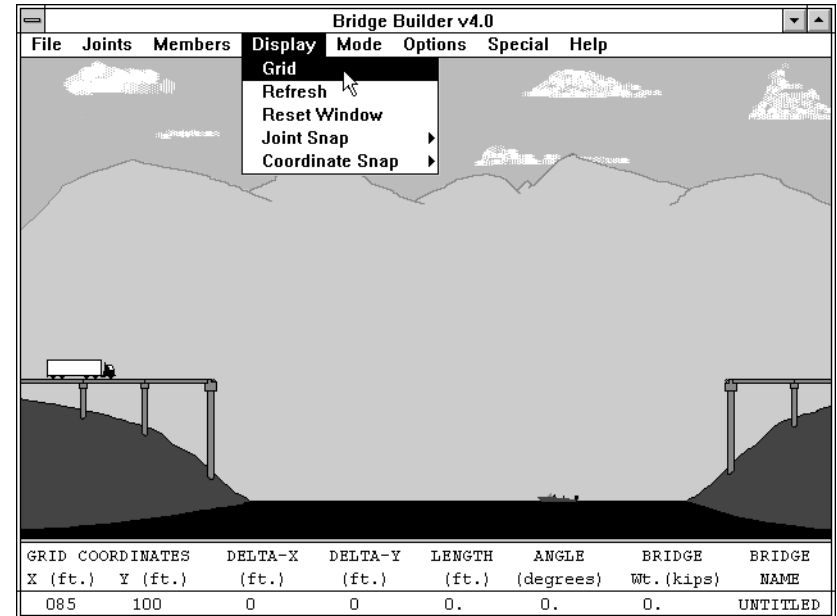 Bridge Builder v4.0
File Joints Members Display Mode Options Special Help
Grid
Refresh
Reset Window
Joint Snap
Coordinate Snap
GRID COORDINATES DELTA-X DELTA-Y LENGTH ANGLE BRIDGE BRIDGE
X (ft.) Y (ft.) (ft.) (ft.) (ft.) (degrees) Wt.(kips) NAME
085 100 0 0 0. 0. 0. UNTITLED